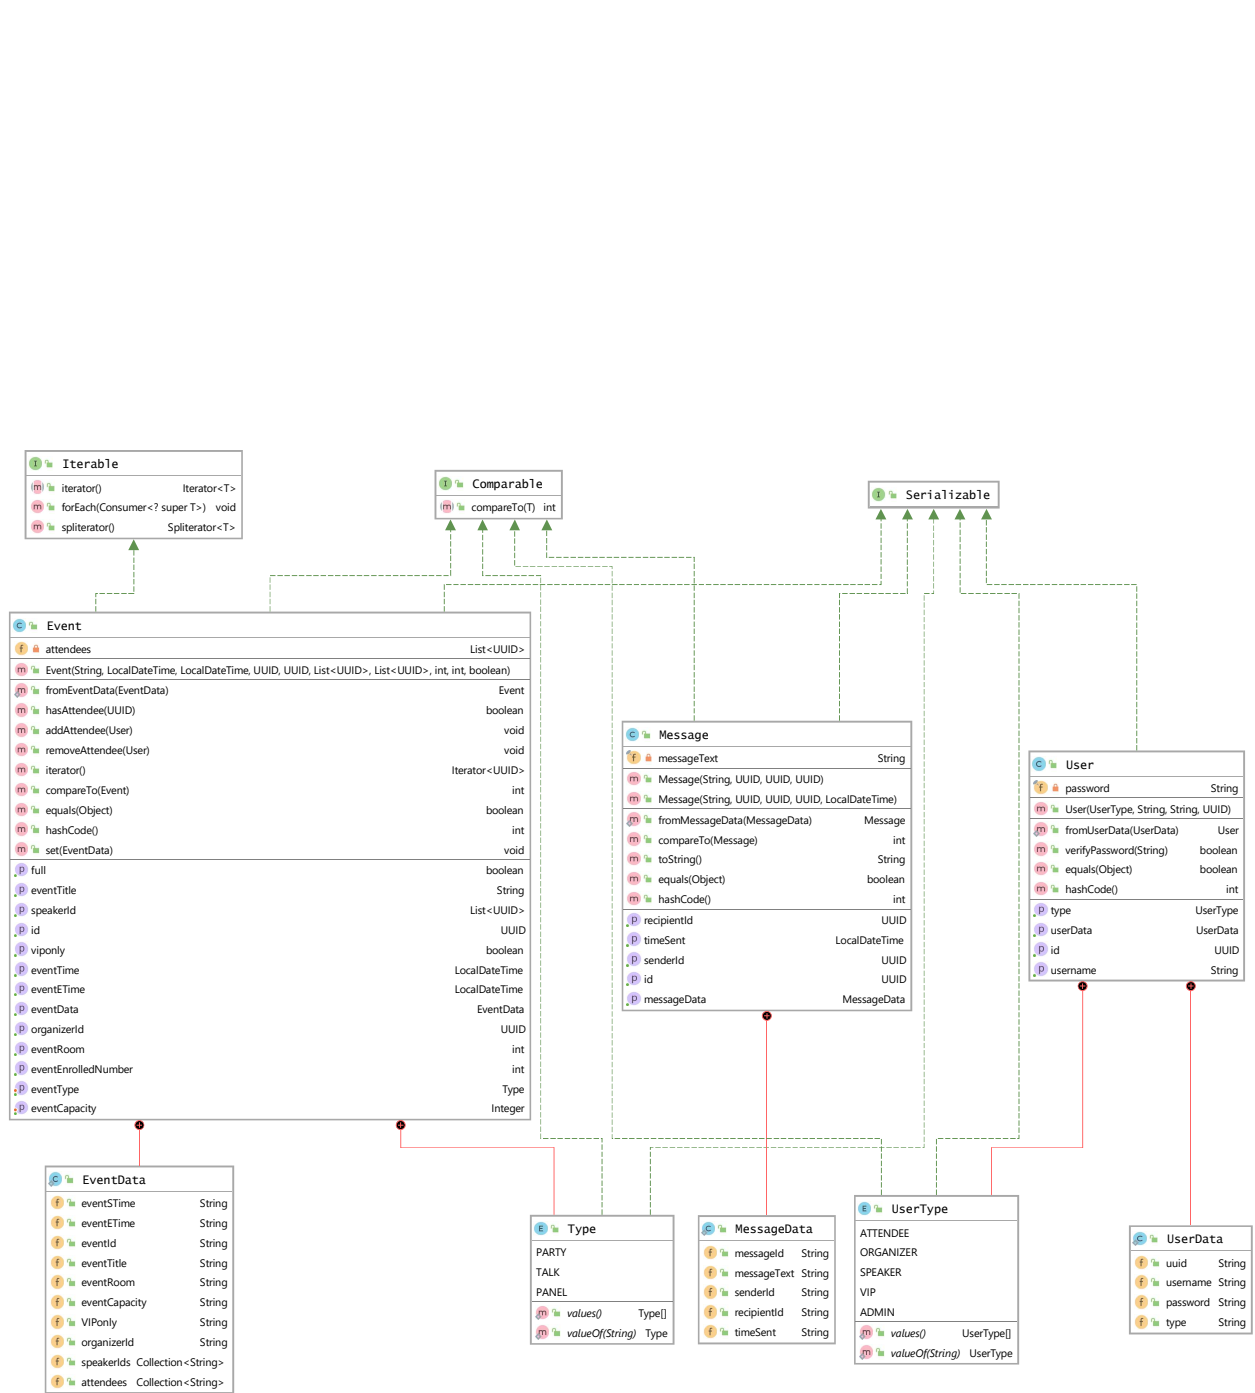 Iterable
iterator() Iterator<T>
forEach(Consumer<? super T>) void
spliterator() Spliterator<T>
Comparable
compareTo(T) int
Serializable
Event
attendees List<UUID>
Event(String, LocalDateTime, LocalDateTime, UUID, UUID, List<UUID>, List<UUID>, int, int, boolean)
fromEventData(EventData) Event
hasAttendee(UUID) boolean
addAttendee(User) void
removeAttendee(User) void
iterator() Iterator<UUID>
compareTo(Event) int
equals(Object) boolean
hashCode() int
set(EventData) void
full boolean
eventTitle String
speakerId List<UUID>
id UUID
viponly boolean
eventTime LocalDateTime
eventETime LocalDateTime
eventData EventData
organizerId UUID
eventRoom int
eventEnrolledNumber int
eventType Type
eventCapacity Integer
Message
messageText String
Message(String, UUID, UUID, UUID)
Message(String, UUID, UUID, UUID, LocalDateTime)
fromMessageData(MessageData) Message
compareTo(Message) int
toString() String
equals(Object) boolean
hashCode() int
recipientId UUID
timeSent LocalDateTime
senderId UUID
id UUID
messageData MessageData
User
password String
User(UserType, String, String, UUID)
fromUserData(UserData) User
verifyPassword(String) boolean
equals(Object) boolean
hashCode() int
type UserType
userData UserData
id UUID
username String
EventData
eventSTime String
eventETime String
eventId String
eventTitle String
eventRoom String
eventCapacity String
VIPonly String
organizerId String
speakerIds Collection<String>
attendees Collection<String>
Type
PARTY
TALK
PANEL
values() Type[]
valueOf(String) Type
MessageData
messageId String
messageText String
senderId String
recipientId String
timeSent String
UserType
ATTENDEE
ORGANIZER
SPEAKER
VIP
ADMIN
values() UserType[]
valueOf(String) UserType
UserData
uuid String
username String
password String
type String